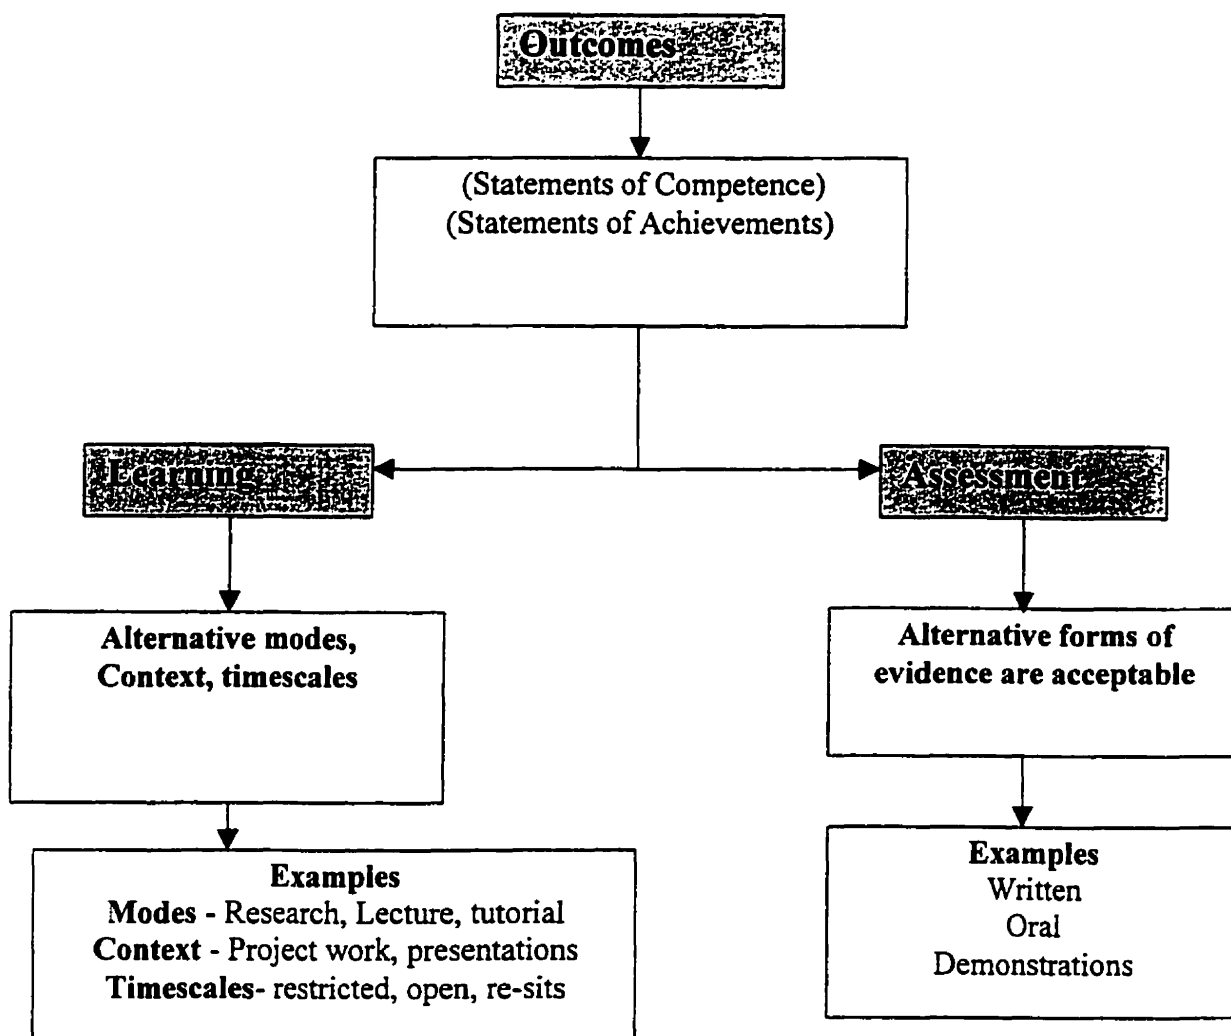 Outcomes
(Statements of Competence)
(Statements of Achievements)
Learning
Assessment
Alternative modes,
Context, timescales
Alternative forms of
evidence are acceptable
Examples
Modes - Research, Lecture, tutorial
Context - Project work, presentations
Timescales- restricted, open, re-sits
Examples
Written
Oral
Demonstrations